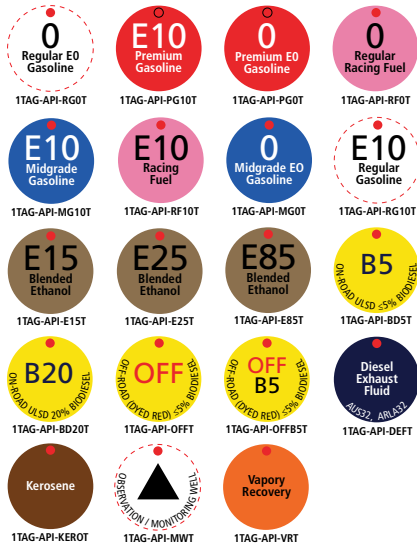 0
Regular E0
Gasoline
1TAG-API-RG0T
E10
Premium
Gasoline
1TAG-API-PG10T
0
Premium E0
Gasoline
1TAG-API-PG0T
0
Regular
Racing Fuel
1TAG-API-RF0T
E10
Midgrade
Gasoline
1TAG-API-MG10T
E10
Racing
Fuel
1TAG-API-RF10T
0
Midgrade EO
Gasoline
1TAG-API-MG0T
E10
Regular
Gasoline
1TAG-API-RG10T
E15
Blended
Ethanol
1TAG-API-E15T
E25
Blended
Ethanol
1TAG-API-E25T
E85
Blended
Ethanol
1TAG-API-E85T
B5
ON-ROAD ULSD ≤5% BIODIESEL
1TAG-API-BD5T
B20
ON-ROAD ULSD 20% BIODIESEL
1TAG-API-BD20T
OFF
OFF-ROAD (DYED RED) ≤5% BIODIESEL
1TAG-API-OFFT
OFF
B5
OFF-ROAD (DYED RED) ≤5% BIODIESEL
1TAG-API-OFFB5T
Diesel
Exhaust
Fluid
AUS32, ARLA32
1TAG-API-DEFT
Kerosene
1TAG-API-KEROT
OBSERVATION / MONITORING WELL
1TAG-API-MWT
Vapory
Recovery
1TAG-API-VRT